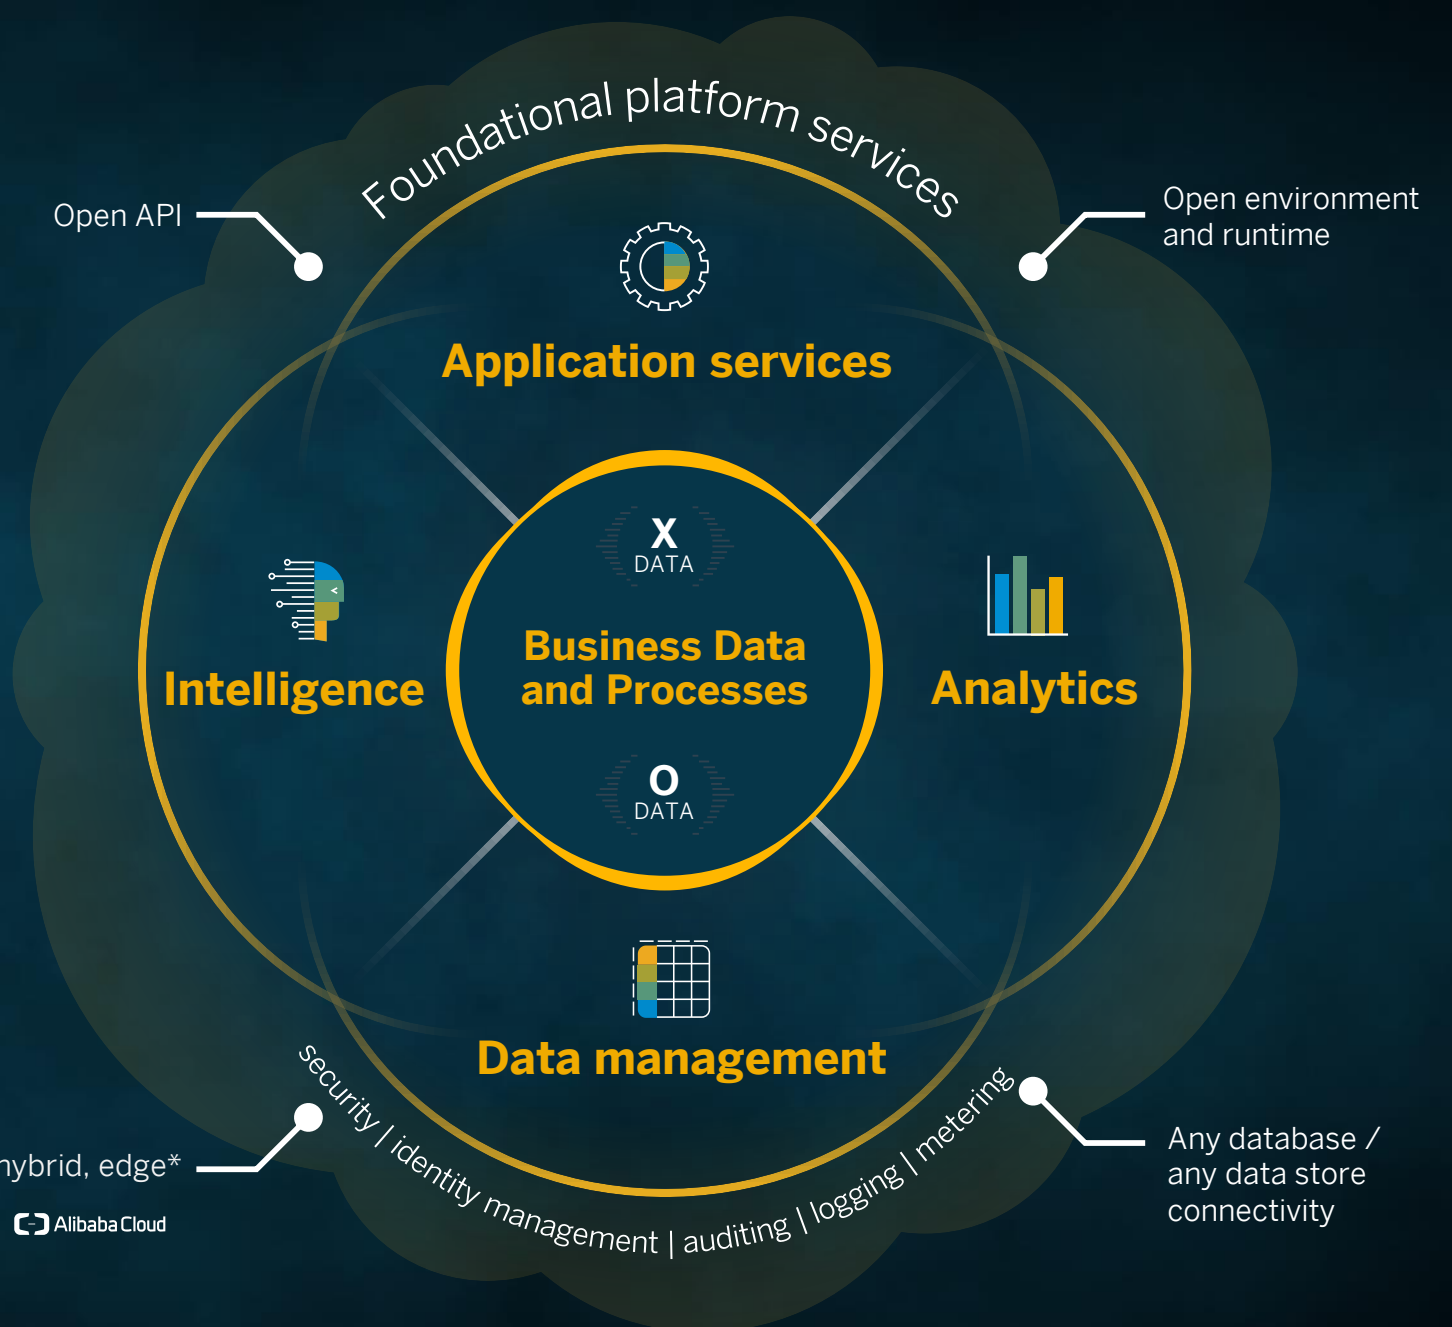 Foundational platform services
Open API
Open environment
and runtime
Application services
X
DATA
Business Data
and Processes
Intelligence
Analytics
O
DATA
Data management
security | identity management | auditing | logging | metering
hybrid, edge*
Alibaba Cloud
Any database /
any data store
connectivity